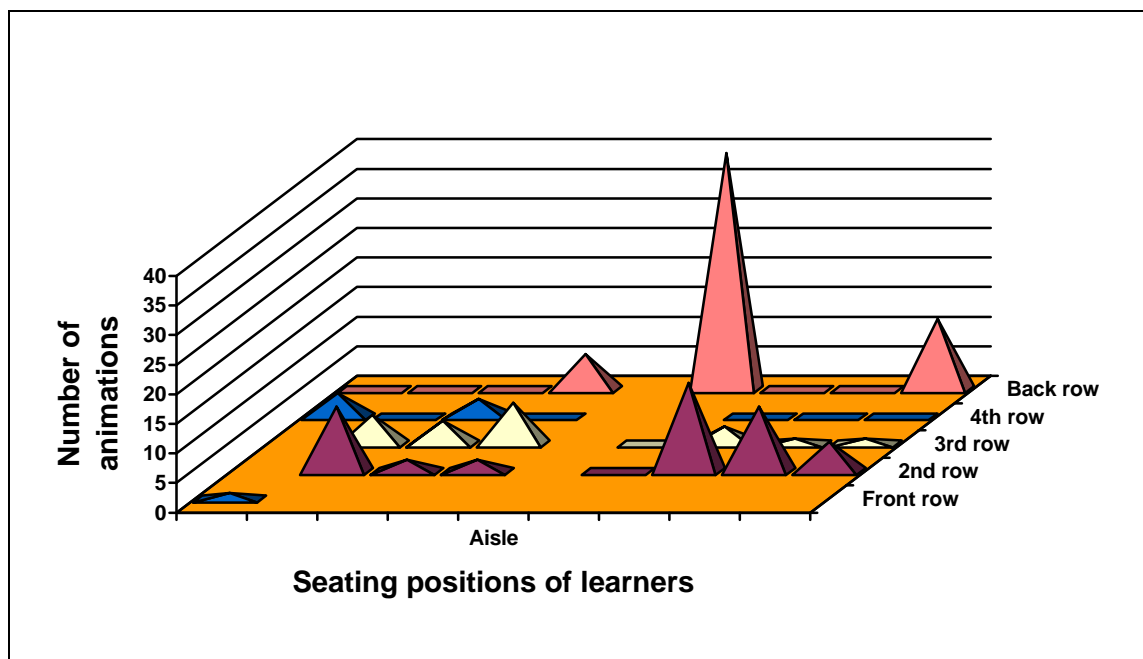 Number of
animations
40
35
30
25
20
15
10
5
0
Back row
4th row
3rd row
2nd row
Front row
Aisle
Seating positions of learners